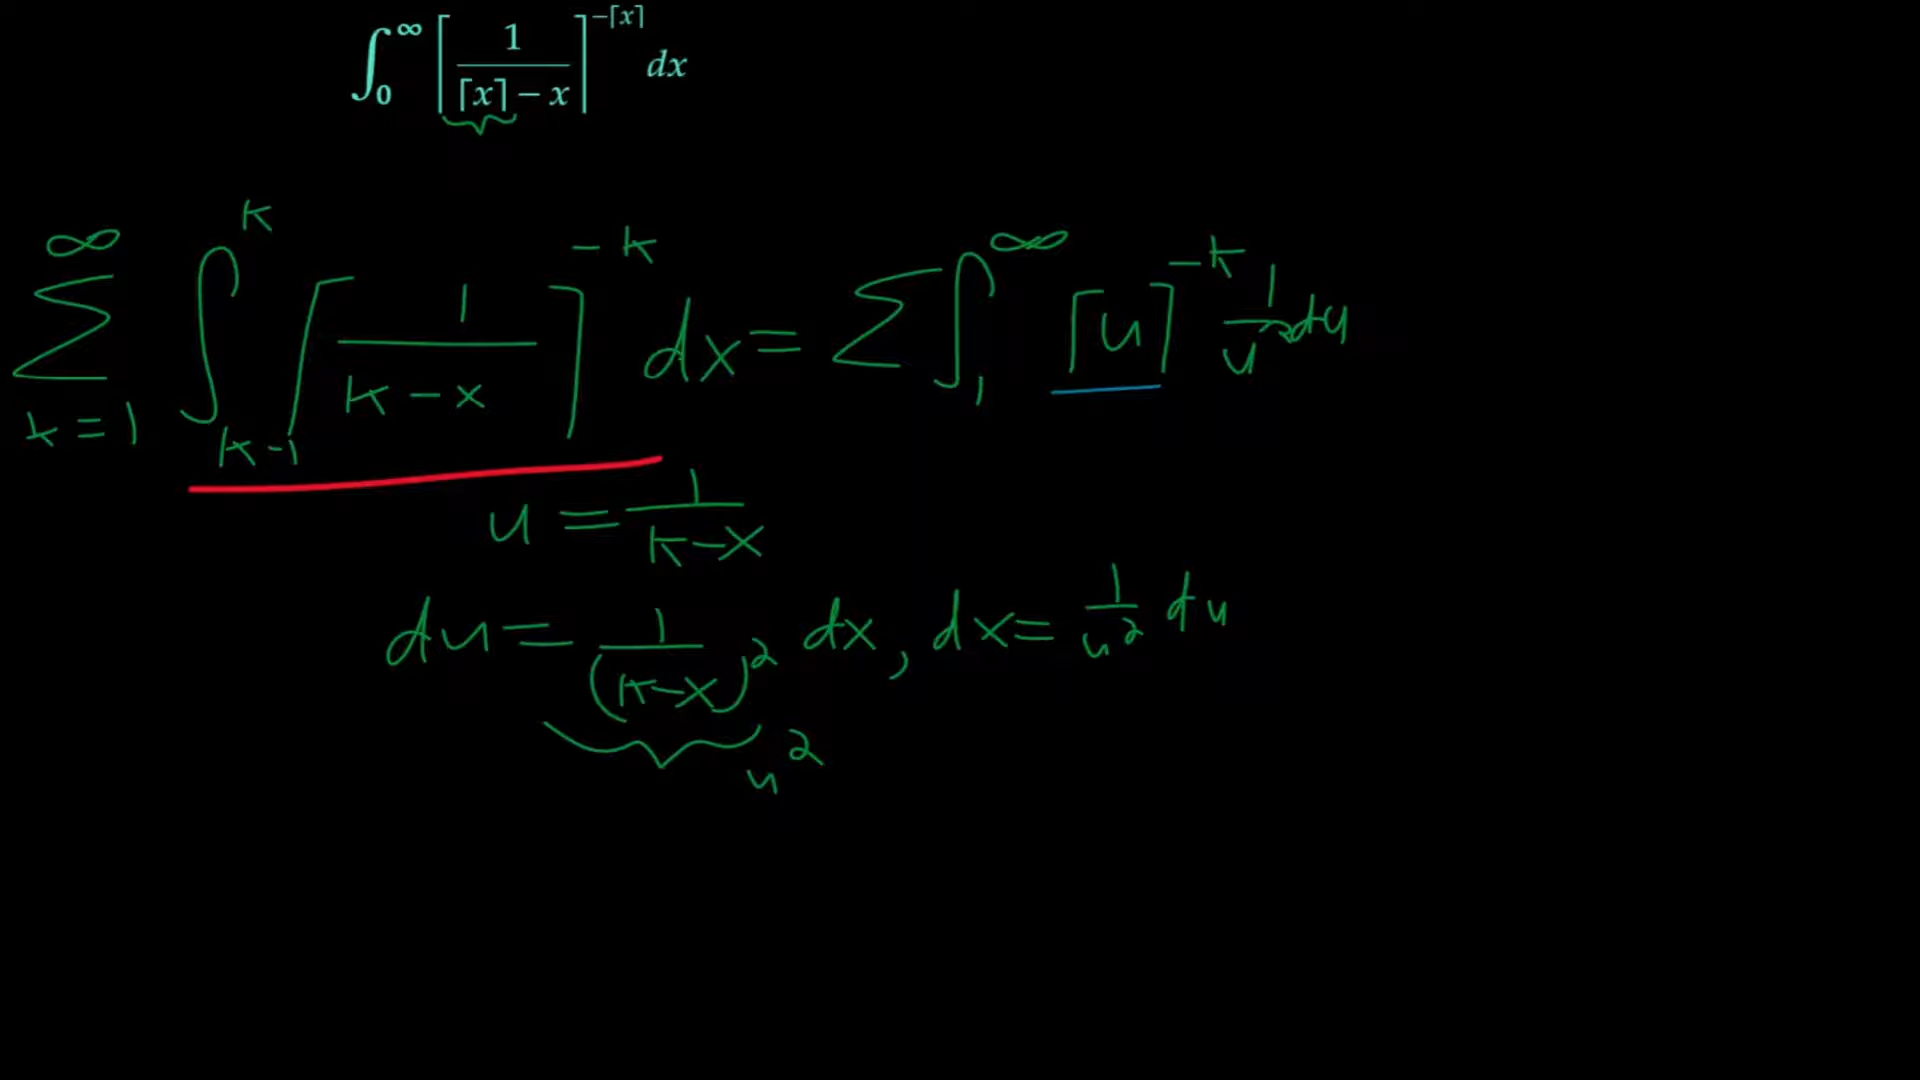 ∫₀^∞ ⌈1/(⌈x⌉−x)⌉^(−⌈x⌉) dx
∞ Σ k=1 ∫_{k−1}^{k} ⌈1/(k−x)⌉^(−k) dx = Σ ∫₁^∞ ⌈u⌉^(−k) 1/u² du
u = 1/(k−x)
du = 1/(k−x)² dx, dx = 1/u² du
u²